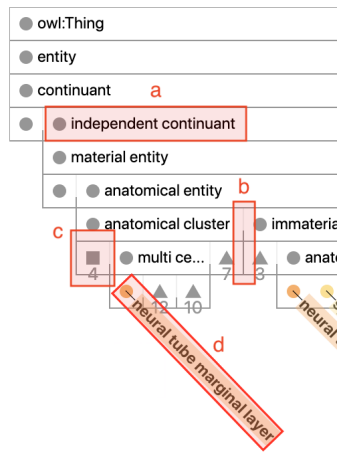 owl:Thing
entity
continuant
a
independent continuant
material entity
anatomical entity
b
anatomical cluster
immateria
c
multi ce...
anato
4
7
3
12
10
neural tube marginal layer
neural
d